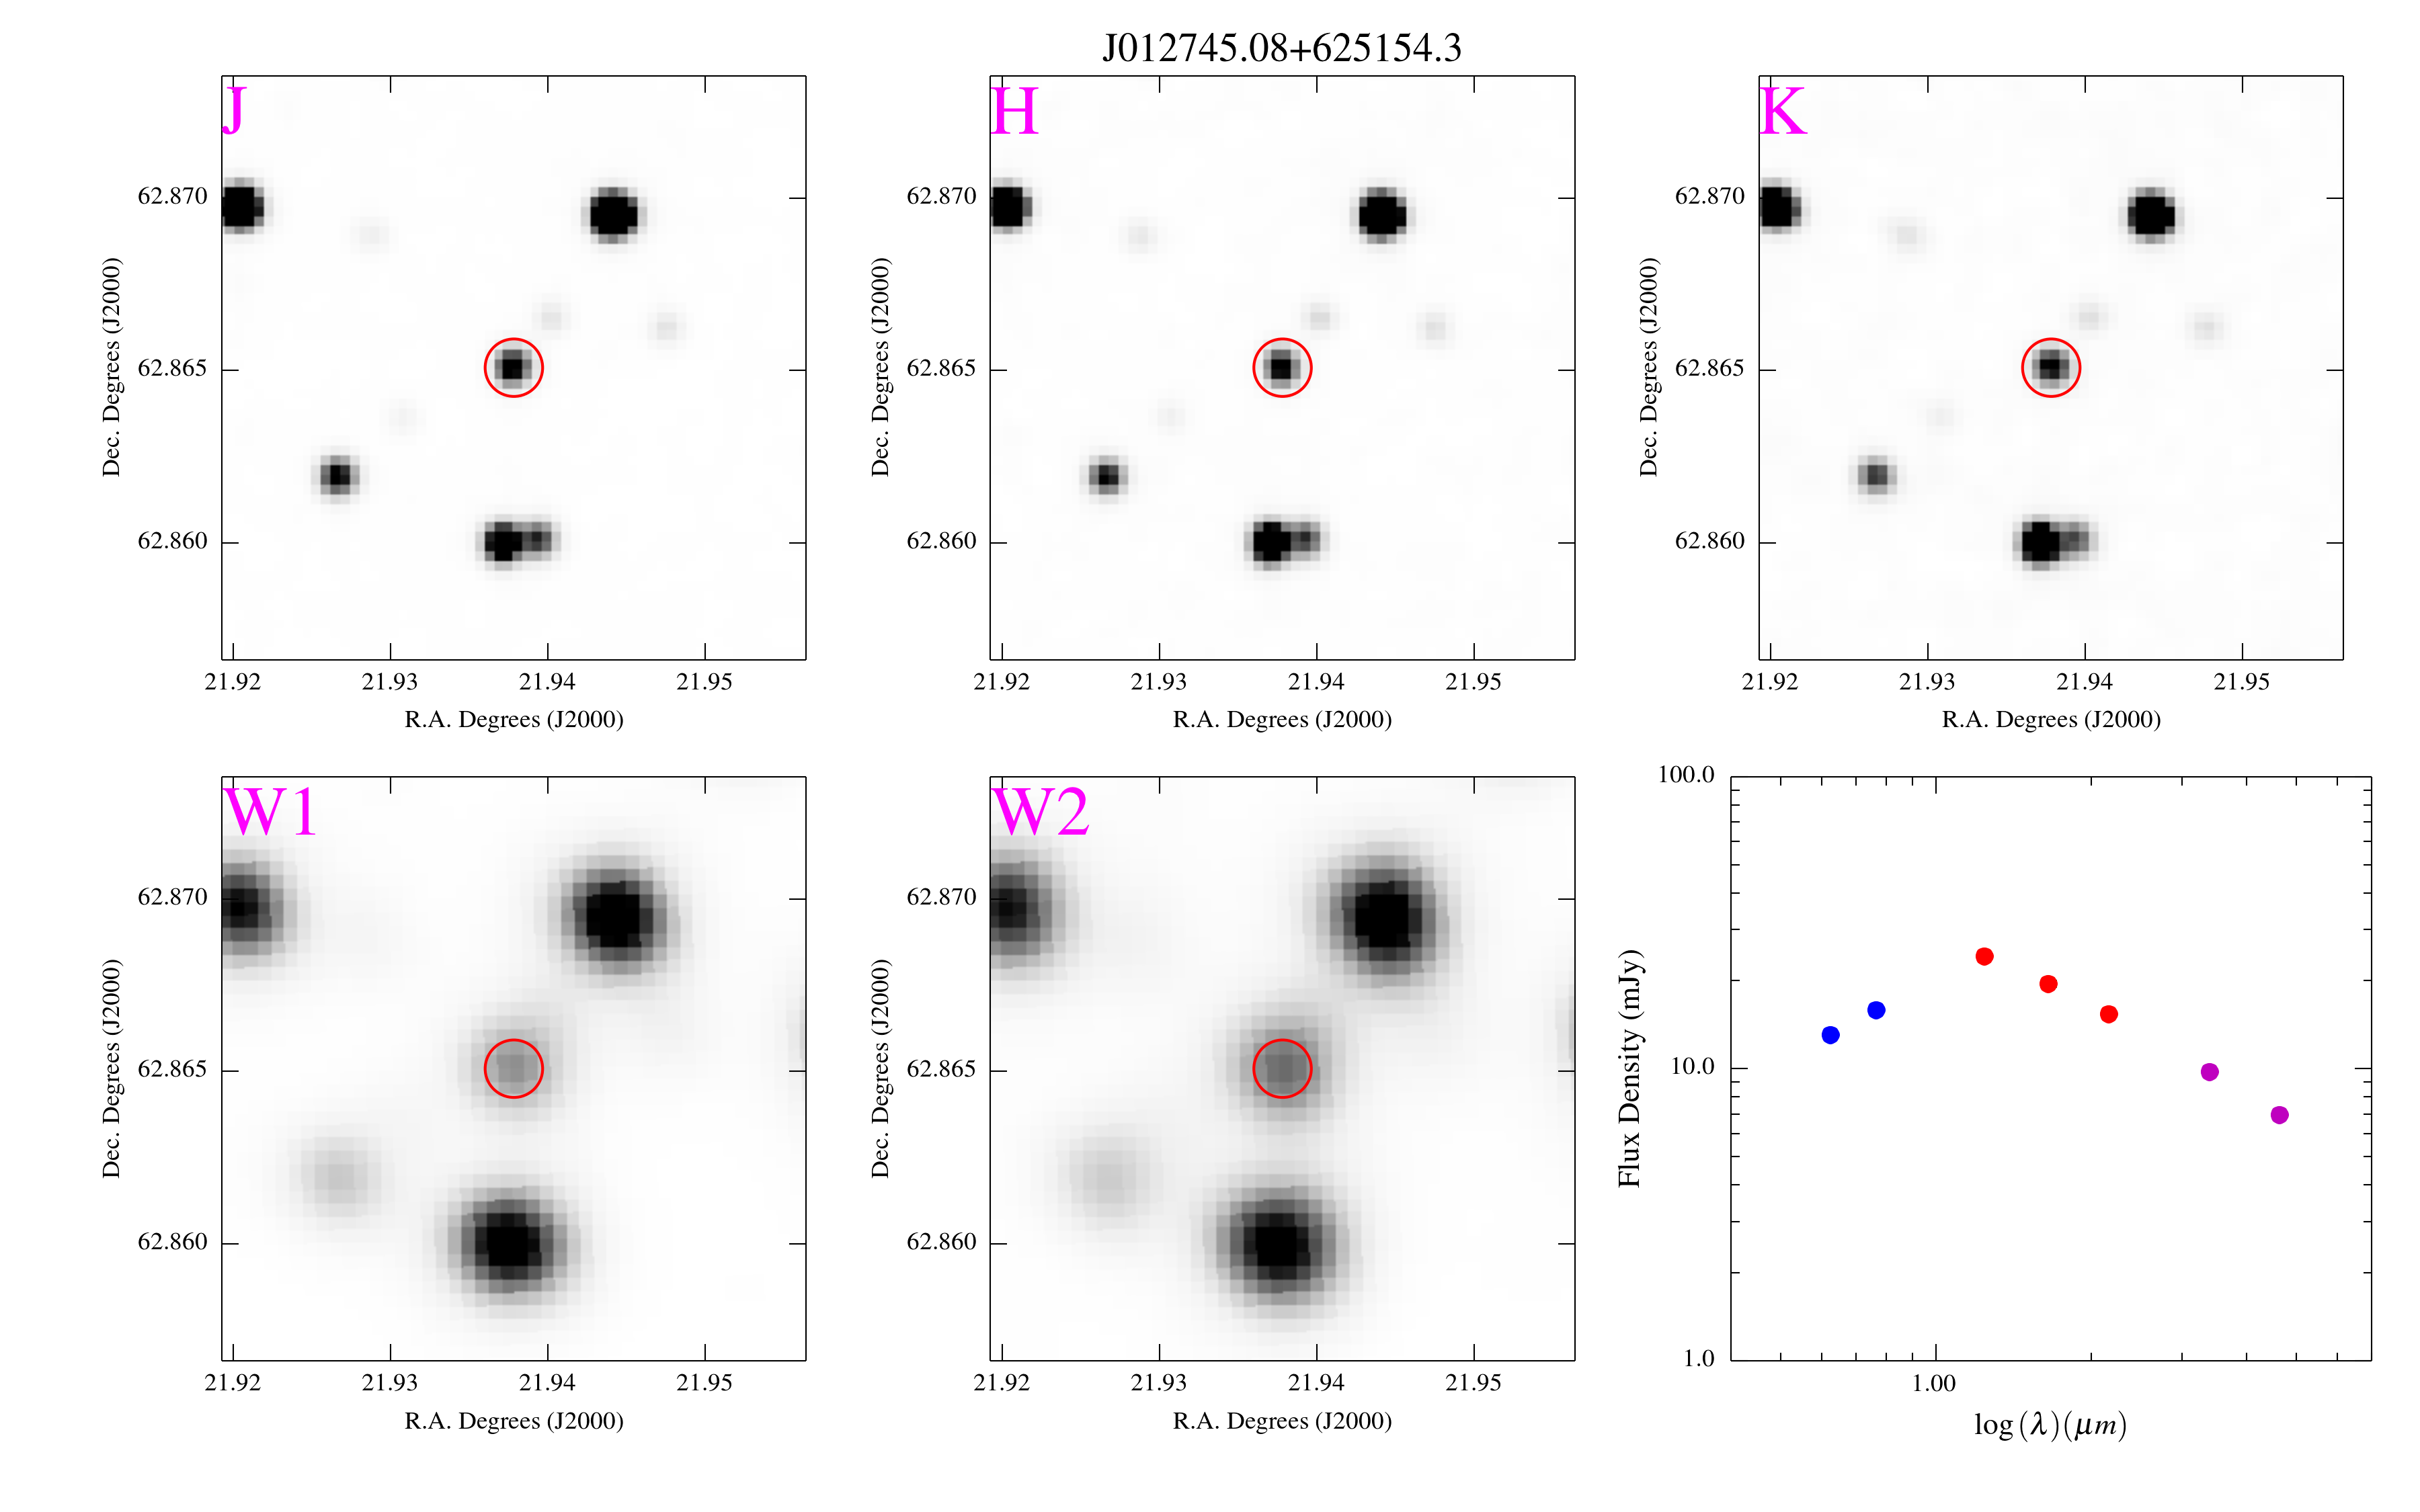 J012745.08+625154.3
J
62.870
62.865
62.860
Dec. Degrees (J2000)
21.92 21.93 21.94 21.95
R.A. Degrees (J2000)
H
62.870
62.865
62.860
Dec. Degrees (J2000)
21.92 21.93 21.94 21.95
R.A. Degrees (J2000)
K
62.870
62.865
62.860
Dec. Degrees (J2000)
21.92 21.93 21.94 21.95
R.A. Degrees (J2000)
W1
62.870
62.865
62.860
Dec. Degrees (J2000)
21.92 21.93 21.94 21.95
R.A. Degrees (J2000)
W2
62.870
62.865
62.860
Dec. Degrees (J2000)
21.92 21.93 21.94 21.95
R.A. Degrees (J2000)
100.0
10.0
1.0
Flux Density (mJy)
1.00
log(λ)(μm)